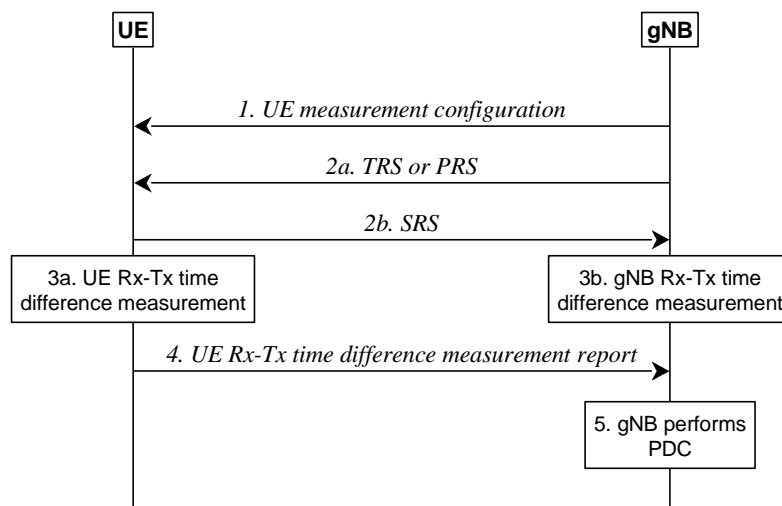 UE
gNB
1. UE measurement configuration
2a. TRS or PRS
2b. SRS
3a. UE Rx-Tx time
difference measurement
3b. gNB Rx-Tx time
difference measurement
4. UE Rx-Tx time difference measurement report
5. gNB performs
PDC